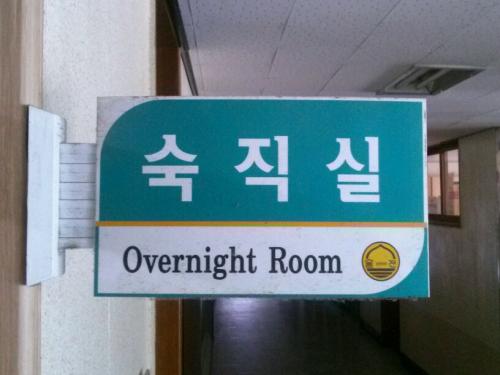 숙직실
Overnight Room